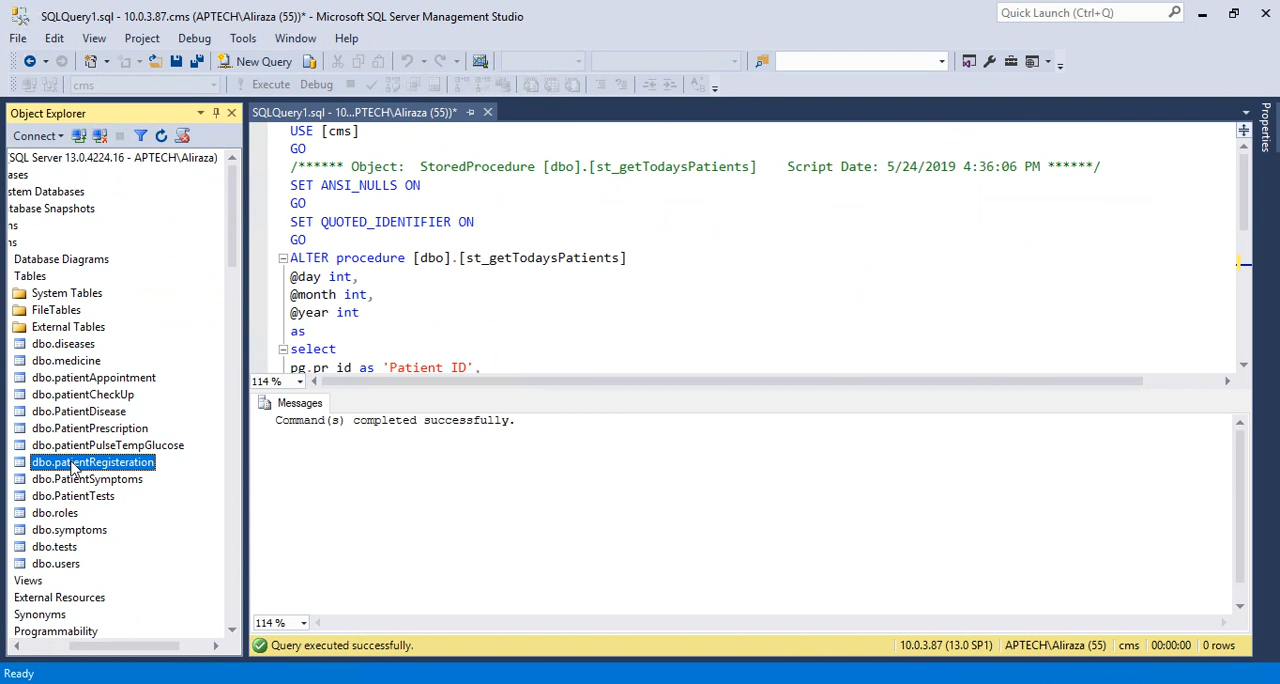 SQLQuery1.sql - 10.0.3.87.cms (APTECH\Aliraza (55))* - Microsoft SQL Server Management Studio
Quick Launch (Ctrl+Q)
File Edit View Project Debug Tools Window Help
New Query
cms Execute Debug
Object Explorer
Connect
SQL Server 13.0.4224.16 - APTECH\Aliraza)
ases
stem Databases
tabase Snapshots
ns
ns
Database Diagrams
Tables
System Tables
FileTables
External Tables
dbo.diseases
dbo.medicine
dbo.patientAppointment
dbo.patientCheckUp
dbo.PatientDisease
dbo.PatientPrescription
dbo.patientPulseTempGlucose
dbo.patientRegisteration
dbo.PatientSymptoms
dbo.PatientTests
dbo.roles
dbo.symptoms
dbo.tests
dbo.users
Views
External Resources
Synonyms
Programmability
SQLQuery1.sql - 10...PTECH\Aliraza (55))*
USE [cms]
GO
/****** Object: StoredProcedure [dbo].[st_getTodaysPatients] Script Date: 5/24/2019 4:36:06 PM ******/
SET ANSI_NULLS ON
GO
SET QUOTED_IDENTIFIER ON
GO
ALTER procedure [dbo].[st_getTodaysPatients]
@day int,
@month int,
@year int
as
select
pg.pr_id as 'Patient ID',
114 %
Messages
Command(s) completed successfully.
114 %
Query executed successfully. 10.0.3.87 (13.0 SP1) APTECH\Aliraza (55) cms 00:00:00 0 rows
Properties
Ready